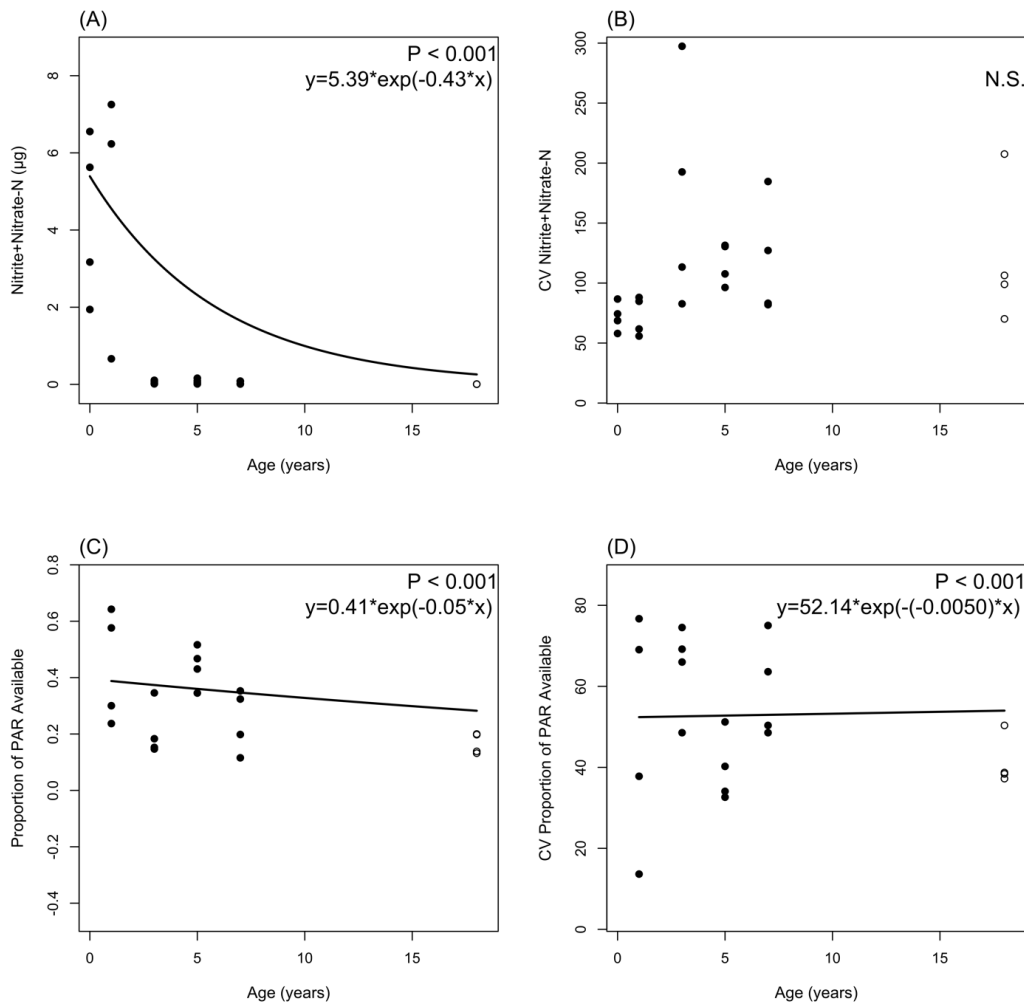 (A)
P < 0.001
y=5.39*exp(-0.43*x)
Nitrite+Nitrate-N (µg)
8
6
4
2
0
0 5 10 15
Age (years)
(B)
N.S.
CV Nitrite+Nitrate-N
300
250
200
150
100
50
0
0 5 10 15
Age (years)
(C)
P < 0.001
y=0.41*exp(-0.05*x)
Proportion of PAR Available
0.8
0.6
0.4
0.2
0.0
-0.2
-0.4
0 5 10 15
Age (years)
(D)
P < 0.001
y=52.14*exp(-(-0.0050)*x)
CV Proportion of PAR Available
80
60
40
20
0
0 5 10 15
Age (years)